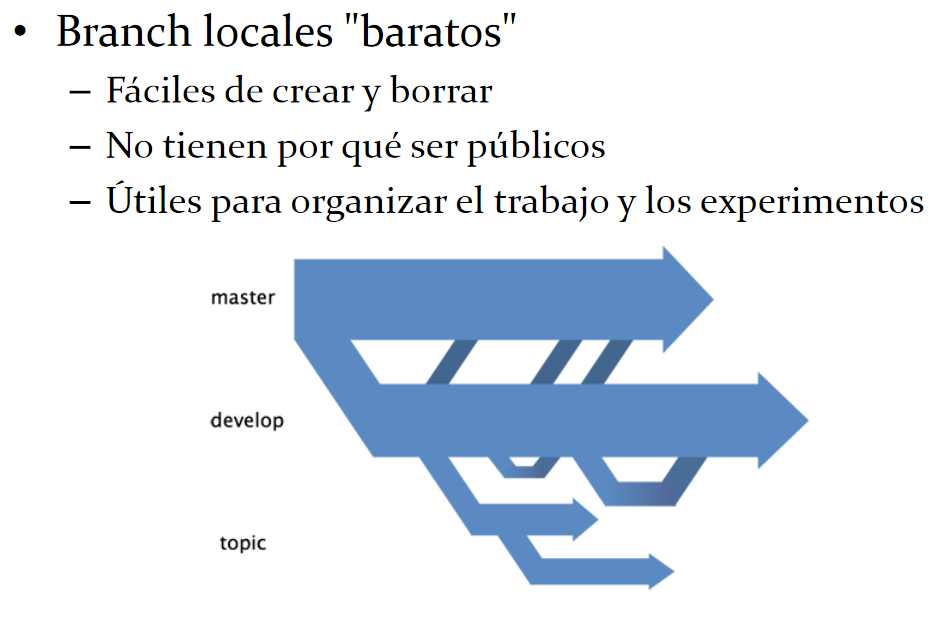 • Branch locales "baratos"
– Fáciles de crear y borrar
– No tienen por qué ser públicos
– Útiles para organizar el trabajo y los experimentos
master
develop
topic